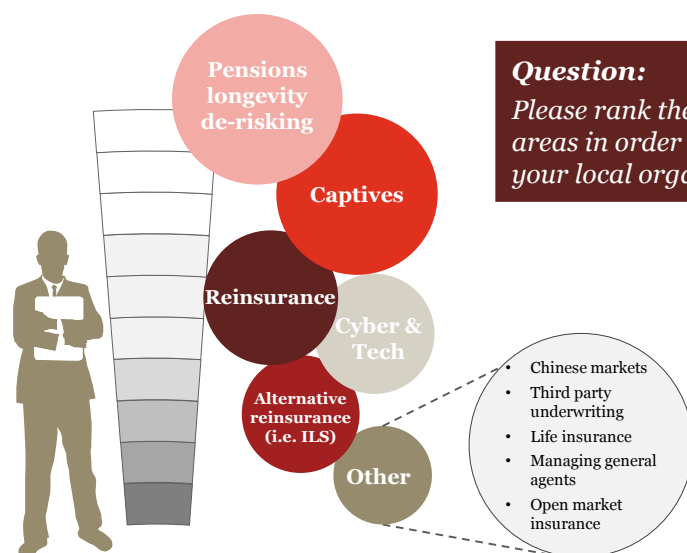 Pensions
longevity
de-risking
Captives
Reinsurance
Cyber &
Tech
Alternative
reinsurance
(i.e. ILS)
Other
Question:
Please rank the
areas in order
your local orga
• Chinese markets
• Third party
underwriting
• Life insurance
• Managing general
agents
• Open market
insurance